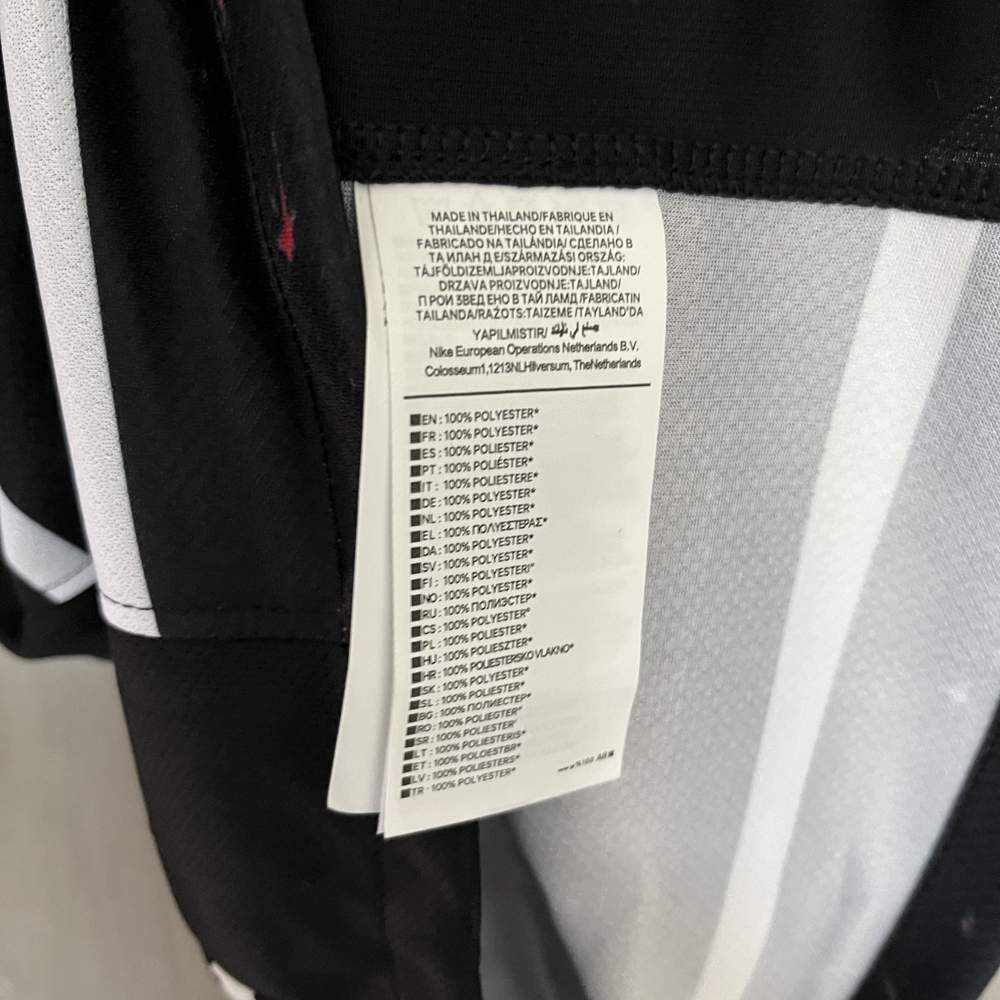 MADE IN THAILAND/FABRIQUE EN
THAILANDE/HECHO EN TAILANDIA /
FABRICADO NA TAILÂNDIA/ СДЕЛАНО В
ТА ИЛАН Д Е/SZÁRMAZÁSI ORSZÁG:
TÁJFÖLDIZEMLJAPROIZVODNJE:TAJLAND/
DRZAVA PROIZVODNJE:TAJLAND/
П РОИ ЗВЕД ЕНО В ТАЙ ЛАМД /FABRICATIN
TAILANDA/RAŽOTS:TAIZEME /TAYLAND'DA
YAPILMISTIR/
Nike European Operations Netherlands B.V.
Colosseum1,1213NLHilversum, TheNetherlands
EN : 100% POLYESTER*
FR : 100% POLYESTER*
ES : 100% POLIESTER*
PT : 100% POLIÉSTER*
IT : 100% POLIESTERE*
DE : 100% POLYESTER*
NL : 100% POLYESTER*
EL : 100% ΠΟΛΥΕΣΤΕΡΑΣ*
DA : 100% POLYESTER*
SV : 100% POLYESTER*
FI : 100% POLYESTERI*
NO : 100% POLYESTER*
RU : 100% ПОЛИЭСТЕР*
CS : 100% POLYESTER*
PL : 100% POLIESTER*
HU : 100% POLIESZTER*
HR : 100% POLIESTERSKO VLAKNO*
SK : 100% POLYESTER*
SL : 100% POLIESTER*
BG : 100% ПОЛИЕСТЕР*
RO : 100% POLIEGTER*
SR : 100% POLIESTER*
LT : 100% POLIESTERIS*
ET : 100% POLOESTBR*
LV : 100% POLIESTERS*
TR : 100% POLYESTER*